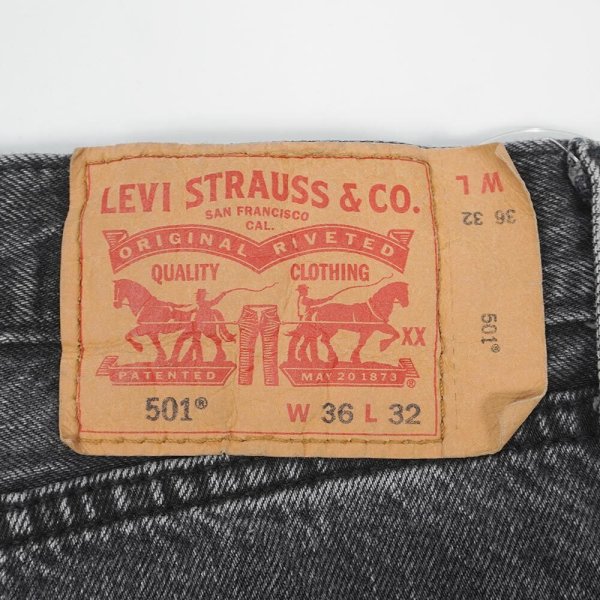 LEVI STRAUSS & CO.
SAN FRANCISCO
CAL.
ORIGINAL RIVETED
QUALITY CLOTHING
XX
PATENTED MAY 20 1873 ®
501® W 36 L 32
W L
36 32
501®